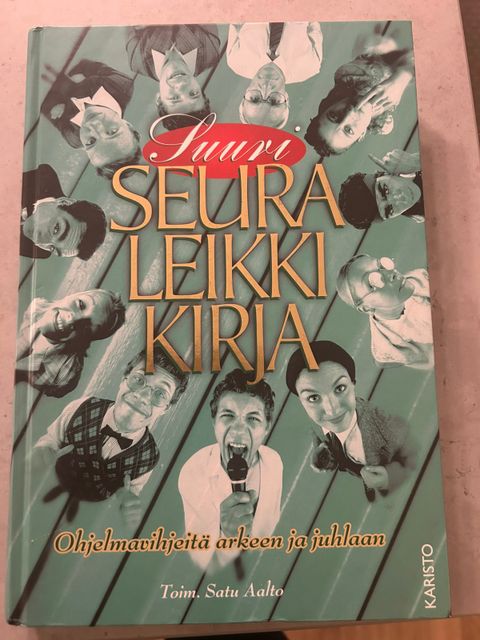 Suuri
SEURA
LEIKKI
KIRJA
Ohjelmavihjeitä arkeen ja juhlaan
Toim. Satu Aalto
KARISTO